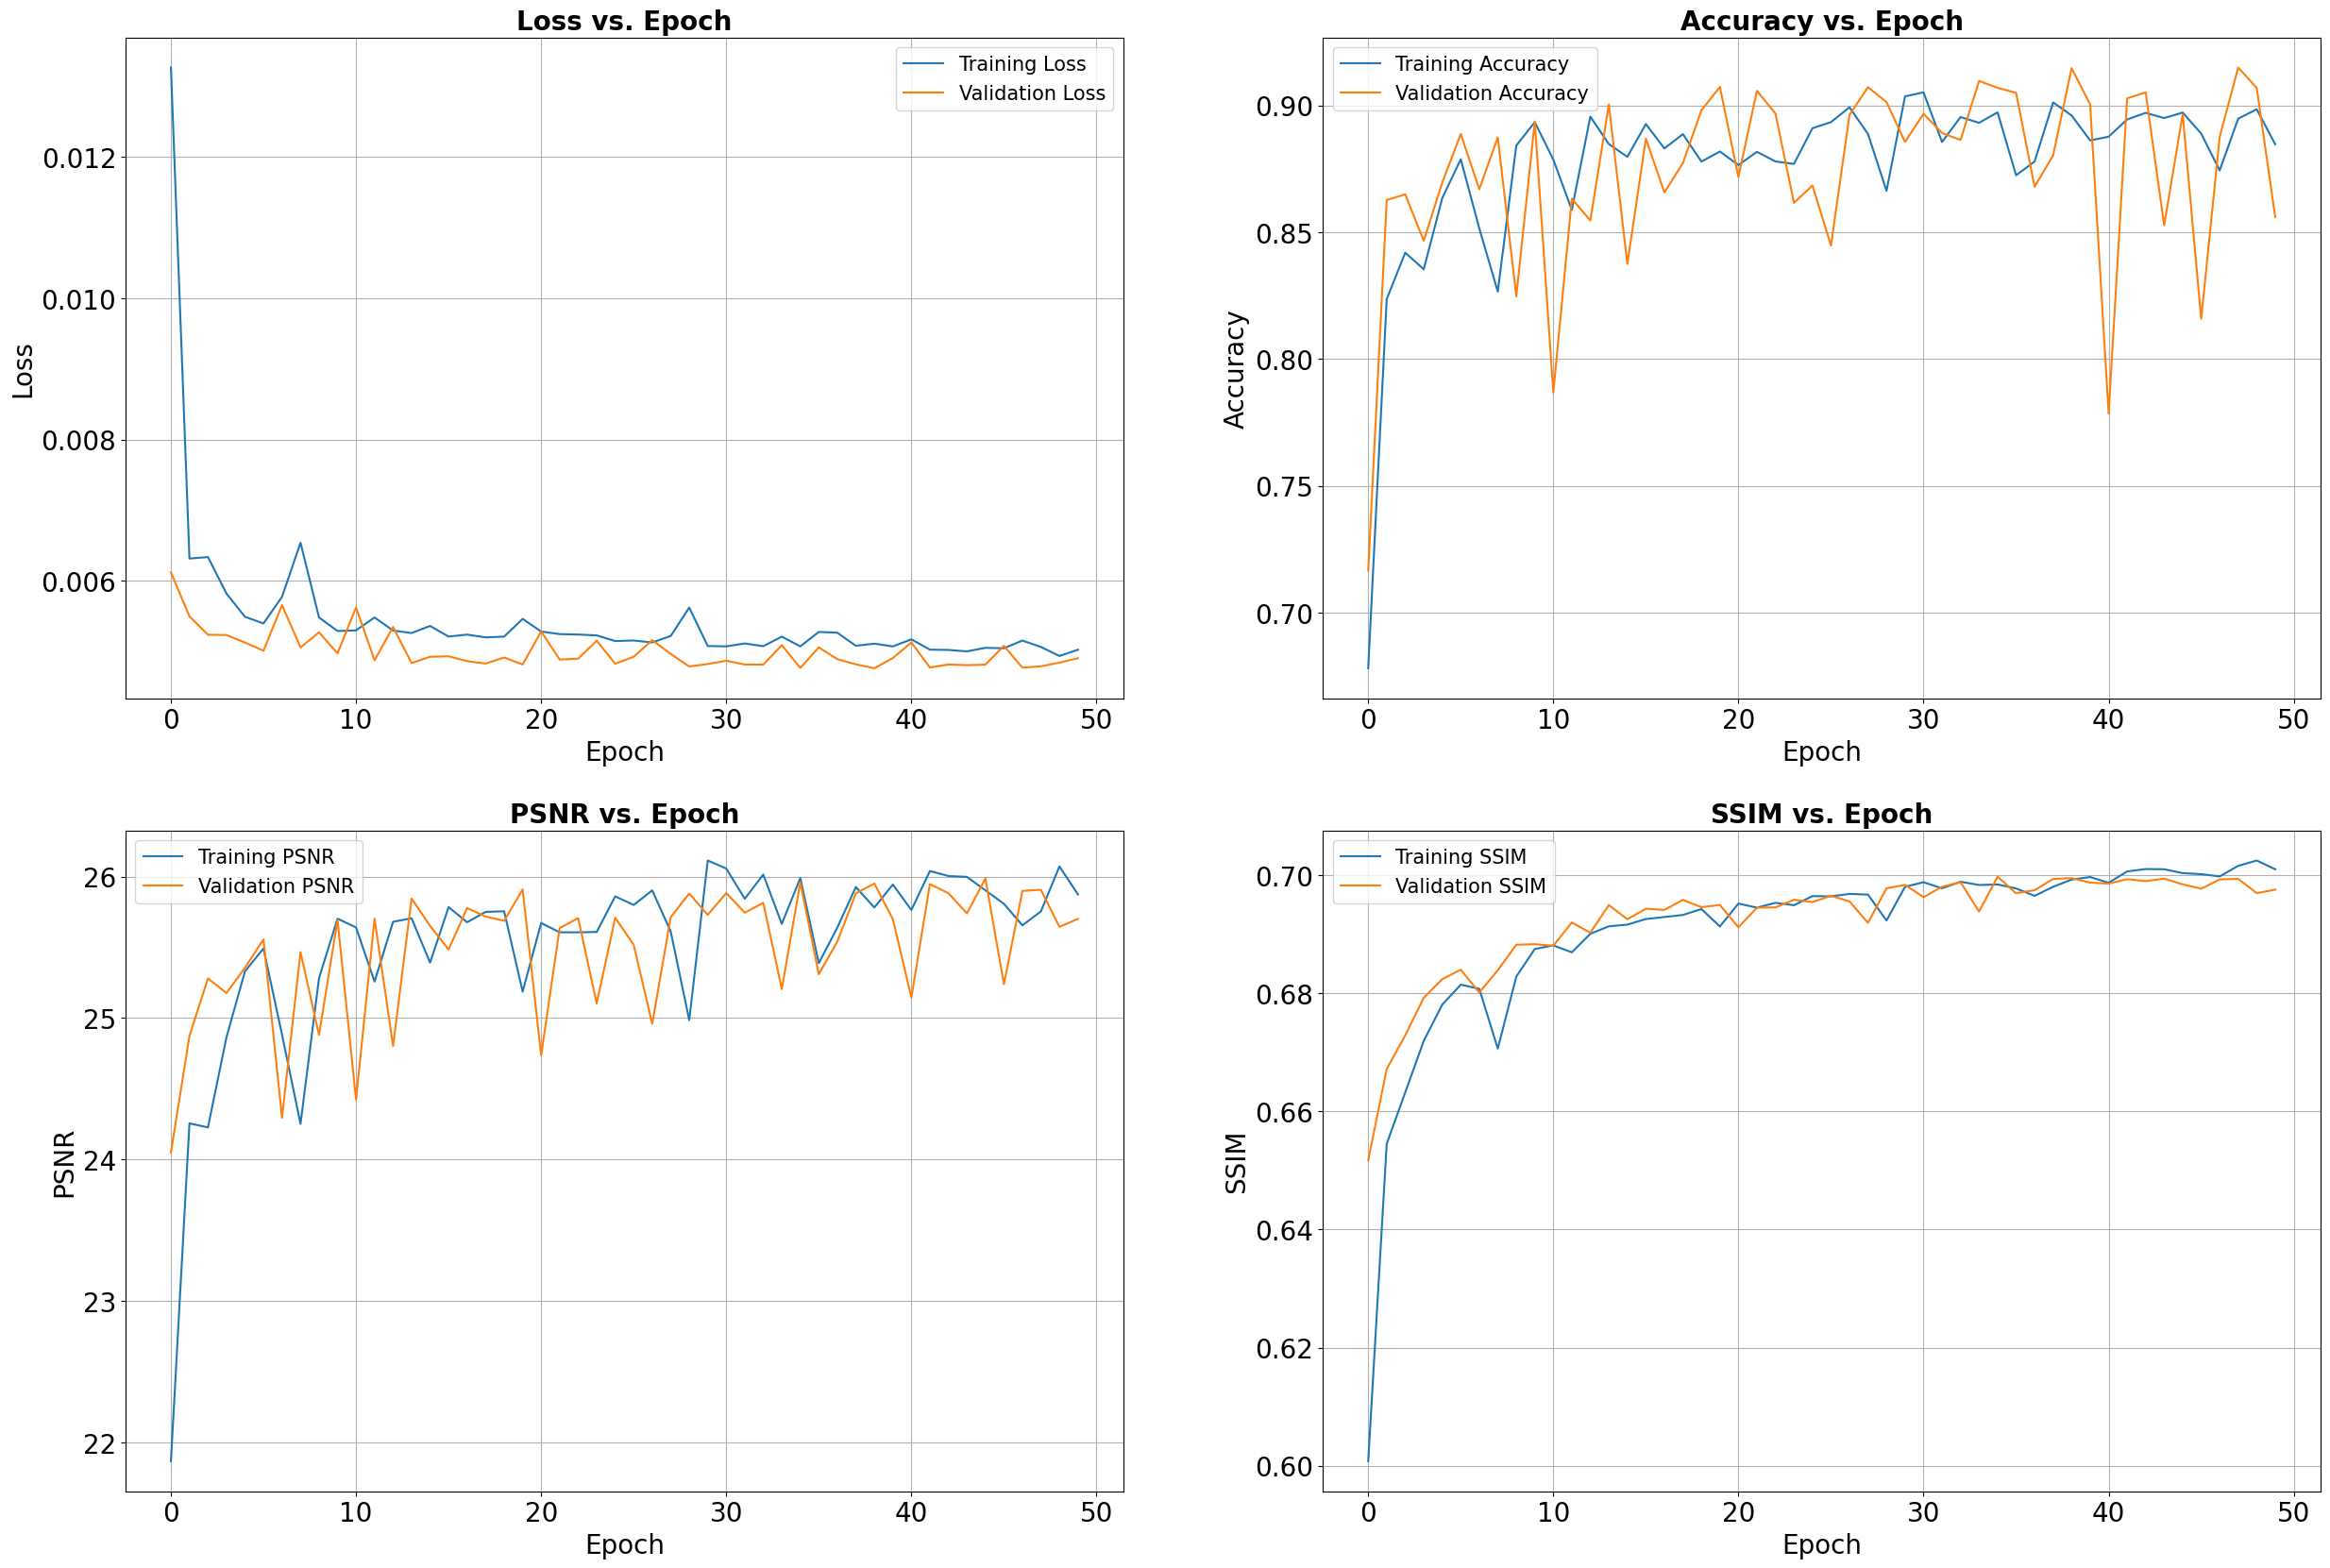 Loss vs. Epoch
Training Loss
Validation Loss
0.012
0.010
0.008
0.006
Loss
0 10 20 30 40 50
Epoch
Accuracy vs. Epoch
Training Accuracy
Validation Accuracy
0.90
0.85
0.80
0.75
0.70
Accuracy
0 10 20 30 40 50
Epoch
PSNR vs. Epoch
Training PSNR
Validation PSNR
26
25
24
23
22
PSNR
0 10 20 30 40 50
Epoch
SSIM vs. Epoch
Training SSIM
Validation SSIM
0.70
0.68
0.66
0.64
0.62
0.60
SSIM
0 10 20 30 40 50
Epoch